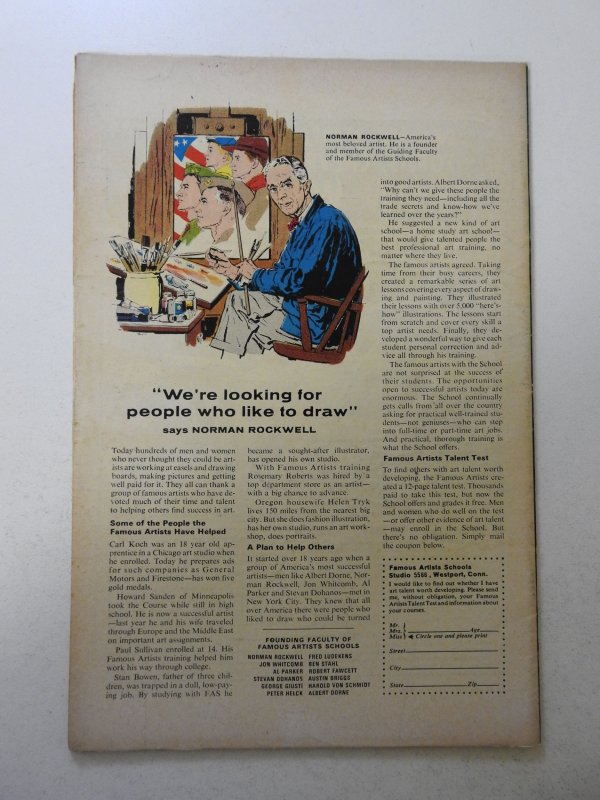 NORMAN ROCKWELL—America's
most beloved artist. He is a founder
and member of the Guiding Faculty
of the Famous Artists Schools.
"We're looking for
people who like to draw"
says NORMAN ROCKWELL
Today hundreds of men and women
who never thought they could be art-
ists are working at easels and drawing
boards, making pictures and getting
well paid for it. They all can thank a
group of famous artists who have de-
voted much of their time and talent
to helping others find success in art.
Some of the People the
Famous Artists Have Helped
Carl Koch was an 18 year old ap-
prentice in a Chicago art studio when
he enrolled. Today he prepares ads
for such companies as General
Motors and Firestone—has won five
gold medals.
Howard Sanden of Minneapolis
took the Course while still in high
school. He is now a successful artist
—last year he and his wife traveled
through Europe and the Middle East
on important art assignments.
Paul Sullivan enrolled at 14. His
Famous Artists training helped him
work his way through college.
Stan Bowen, father of three chil-
dren, was trapped in a dull, low-pay-
ing job. By studying with FAS he
became a sought-after illustrator,
has opened his own studio.
With Famous Artists training
Rosemary Roberts was hired by a
top department store as an artist—
with a big chance to advance.
Oregon housewife Helen Tryk
lives 150 miles from the nearest big
city. But she does fashion illustration,
has her own studio, runs an art work-
shop, does portraits.
A Plan to Help Others
It started over 18 years ago when a
group of America's most successful
artists—men like Albert Dorne, Nor-
man Rockwell, Jon Whitcomb, Al
Parker and Stevan Dohanos—met in
New York City. They knew that all
over America there were people who
liked to draw who could be turned
FOUNDING FACULTY OF
FAMOUS ARTISTS SCHOOLS
NORMAN ROCKWELL FRED LUDEKENS
JON WHITCOMB BEN STAHL
AL PARKER ROBERT FAWCETT
STEVAN DOHANOS AUSTIN BRIGGS
GEORGE GIUSTI HAROLD VON SCHMIDT
PETER HELCK ALBERT DORNE
into good artists. Albert Dorne asked,
"Why can't we give these people the
training they need—including all the
trade secrets and know-how we've
learned over the years?"
He suggested a new kind of art
school—a home study art school—
that would give talented people the
best professional art training, no
matter where they live.
The famous artists agreed. Taking
time from their busy careers, they
created a remarkable series of art
lessons covering every aspect of draw-
ing and painting. They illustrated
their lessons with over 5,000 "here's-
how" illustrations. The lessons start
from scratch and cover every skill a
top artist needs. Finally, they de-
veloped a wonderful way to give each
student personal correction and ad-
vice all through his training.
The famous artists with the School
are not surprised at the success of
their students. The opportunities
open to successful artists today are
enormous. The School continually
gets calls from all over the country
asking for practical well-trained stu-
dents—not geniuses—who can step
into full-time or part-time art jobs.
And practical, thorough training is
what the School offers.
Famous Artists Talent Test
To find others with art talent worth
developing, the Famous Artists cre-
ated a 12-page talent test. Thousands
paid to take this test, but now the
School offers and grades it free. Men
and women who do well on the test
—or offer other evidence of art talent
—may enroll in the School. But
there's no obligation. Simply mail
the coupon below.
Famous Artists Schools
Studio 5586, Westport, Conn.
I would like to find out whether I have
art talent worth developing. Please send
me, without obligation, your Famous
Artists Talent Test and information about
your courses.
Mr.
Mrs. Age
Miss Circle one and please print
Street
City
State Zip